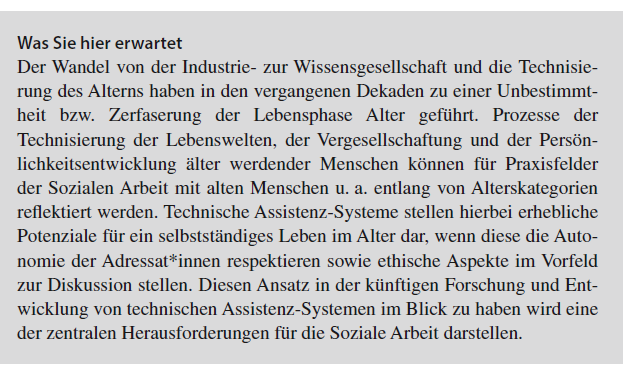 Was Sie hier erwartet
Der Wandel von der Industrie- zur Wissensgesellschaft und die Technisie-
rung des Alterns haben in den vergangenen Dekaden zu einer Unbestimmt-
heit bzw. Zerfaserung der Lebensphase Alter geführt. Prozesse der
Technisierung der Lebenswelten, der Vergesellschaftung und der Persön-
lichkeitsentwicklung älter werdender Menschen können für Praxisfelder
der Sozialen Arbeit mit alten Menschen u. a. entlang von Alterskategorien
reflektiert werden. Technische Assistenz-Systeme stellen hierbei erhebliche
Potenziale für ein selbstständiges Leben im Alter dar, wenn diese die Auto-
nomie der Adressat*innen respektieren sowie ethische Aspekte im Vorfeld
zur Diskussion stellen. Diesen Ansatz in der künftigen Forschung und Ent-
wicklung von technischen Assistenz-Systemen im Blick zu haben wird eine
der zentralen Herausforderungen für die Soziale Arbeit darstellen.